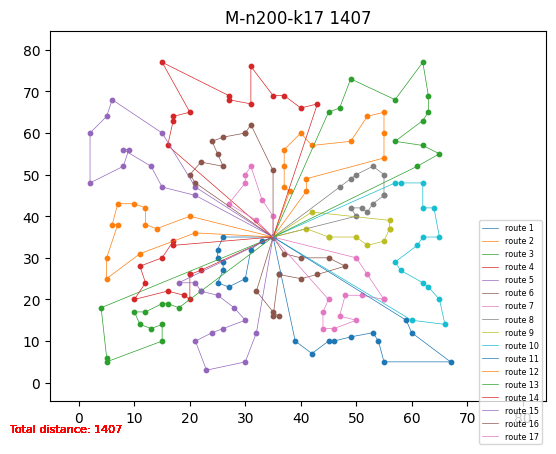 M-n200-k17 1407
80
70
60
50
40
30
20
10
0
0 10 20 30 40 50 60 70 80
route 1
route 2
route 3
route 4
route 5
route 6
route 7
route 8
route 9
route 10
route 11
route 12
route 13
route 14
route 15
route 16
route 17
Total distance: 1407